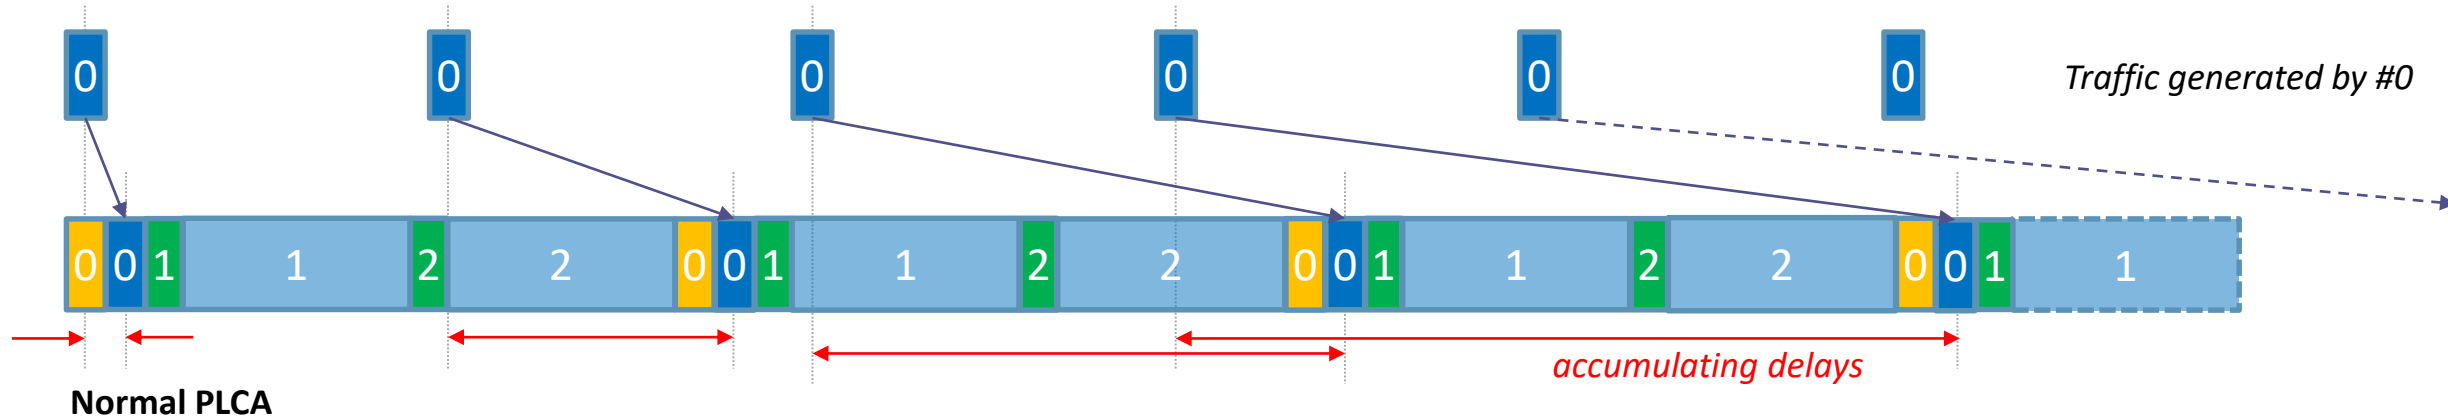 0 0 0 0 0 0 Traffic generated by #0
0 0 1 1 2 2 0 0 1 1 2 2 0 0 1 1 2 2 0 0 1 1
accumulating delays
Normal PLCA